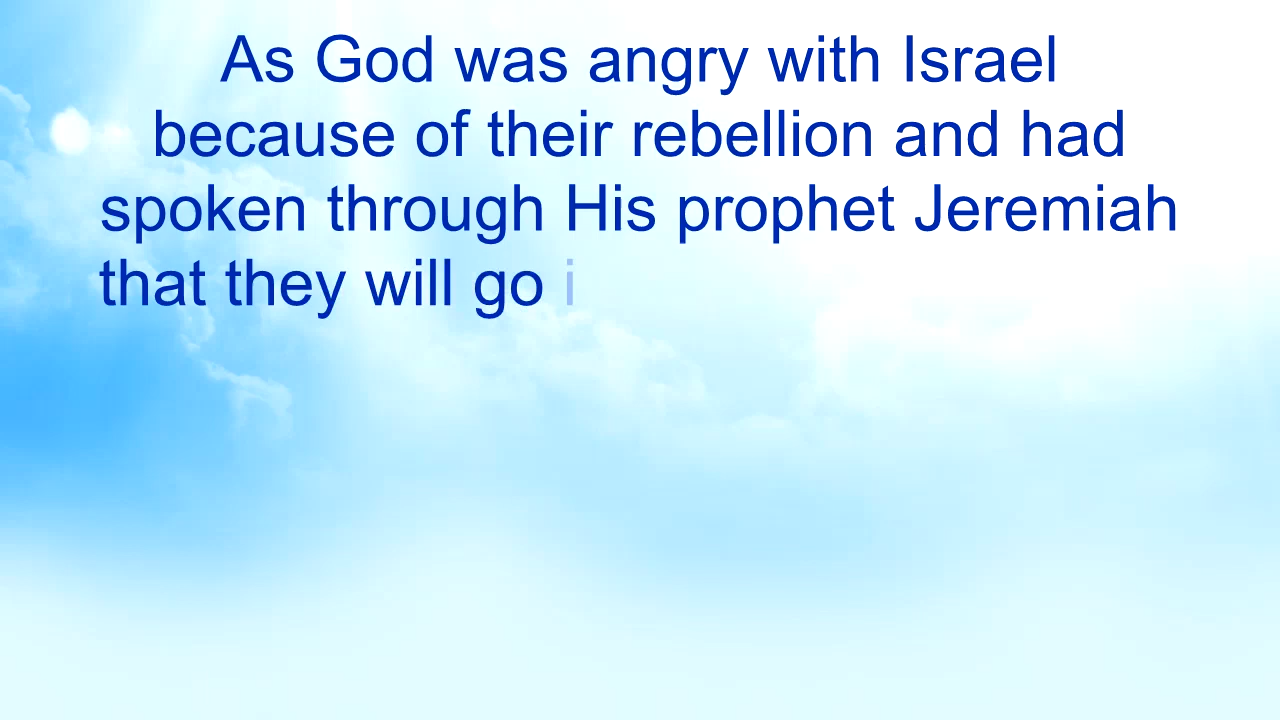 As God was angry with Israel
because of their rebellion and had
spoken through His prophet Jeremiah
that they will go i